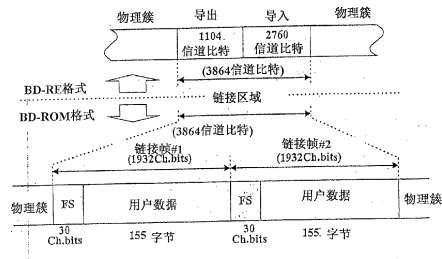 物理簇 导出 导入 物理簇
1104 2760
信道比特 信道比特
(3864信道比特)
BD-RE格式
链接区域
BD-ROM格式
(3864信道比特)
链接帧#1 链接帧#2
(1932Ch.bits) (1932Ch.bits)
物理簇 FS 用户数据 FS 用户数据 物理簇
30 155 字节 30 155 字节
Ch.bits Ch.bits